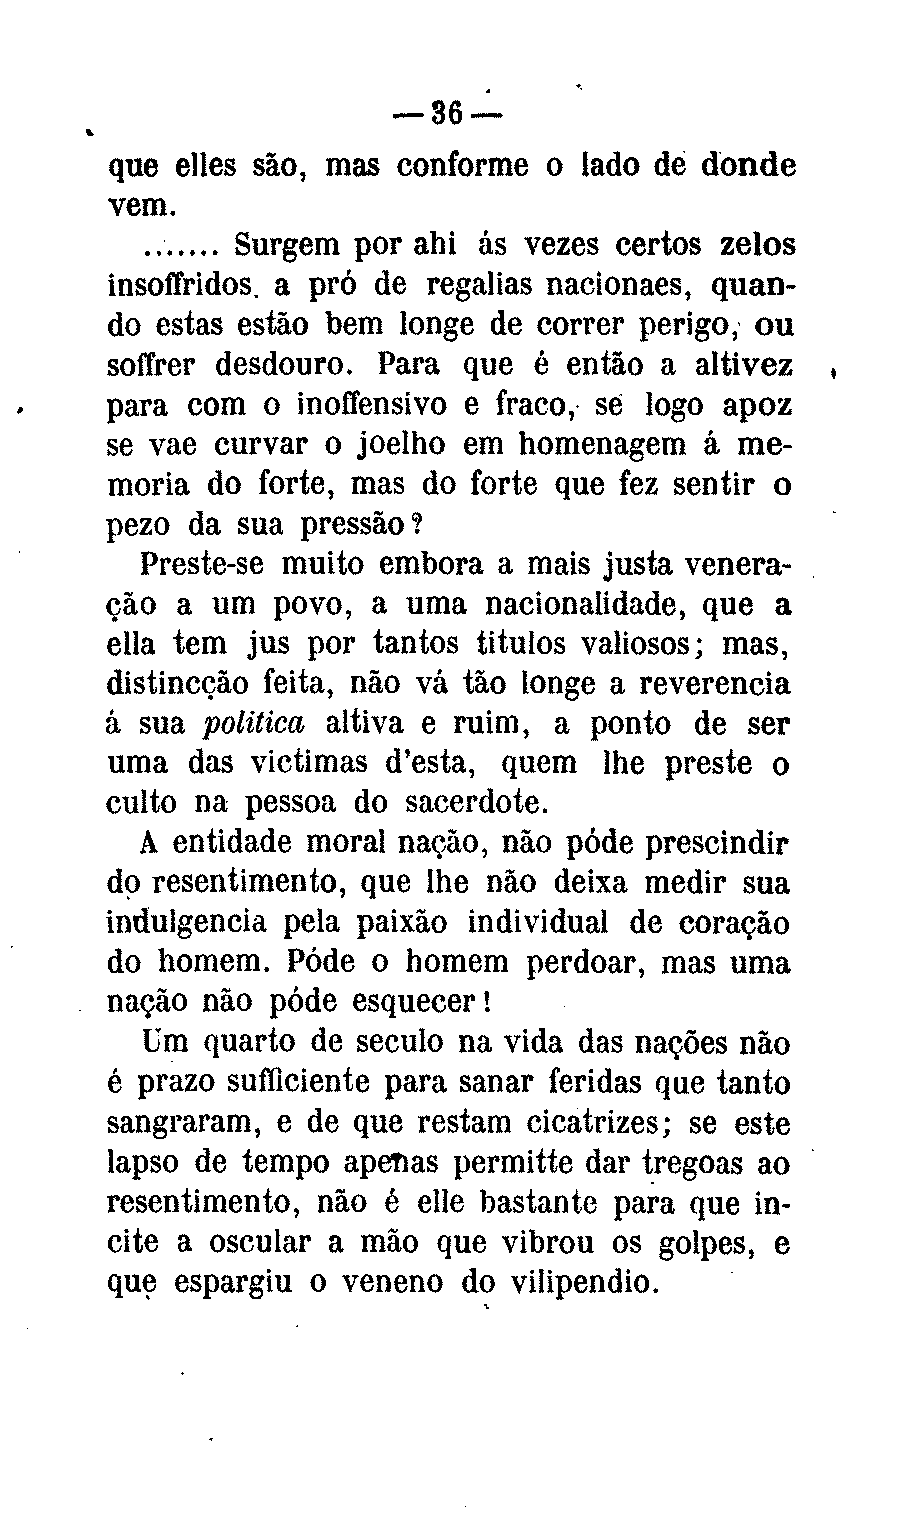 — 36 —
que elles são, mas conforme o lado de donde
vem.
....... Surgem por ahi ás vezes certos zelos
insoffridos. a pró de regalias nacionaes, quan-
do estas estão bem longe de correr perigo, ou
soffrer desdouro. Para que é então a altivez
para com o inoffensivo e fraco, se logo apoz
se vae curvar o joelho em homenagem á me-
moria do forte, mas do forte que fez sentir o
pezo da sua pressão?
Preste-se muito embora a mais justa venera-
ção a um povo, a uma nacionalidade, que a
ella tem jus por tantos titulos valiosos; mas,
distincção feita, não vá tão longe a reverencia
á sua politica altiva e ruim, a ponto de ser
uma das victimas d'esta, quem lhe preste o
culto na pessoa do sacerdote.
A entidade moral nação, não póde prescindir
do resentimento, que lhe não deixa medir sua
indulgencia pela paixão individual de coração
do homem. Póde o homem perdoar, mas uma
nação não póde esquecer!
Um quarto de seculo na vida das nações não
é prazo sufficiente para sanar feridas que tanto
sangraram, e de que restam cicatrizes; se este
lapso de tempo apenas permitte dar tregoas ao
resentimento, não é elle bastante para que in-
cite a oscular a mão que vibrou os golpes, e
que espargiu o veneno do vilipendio.